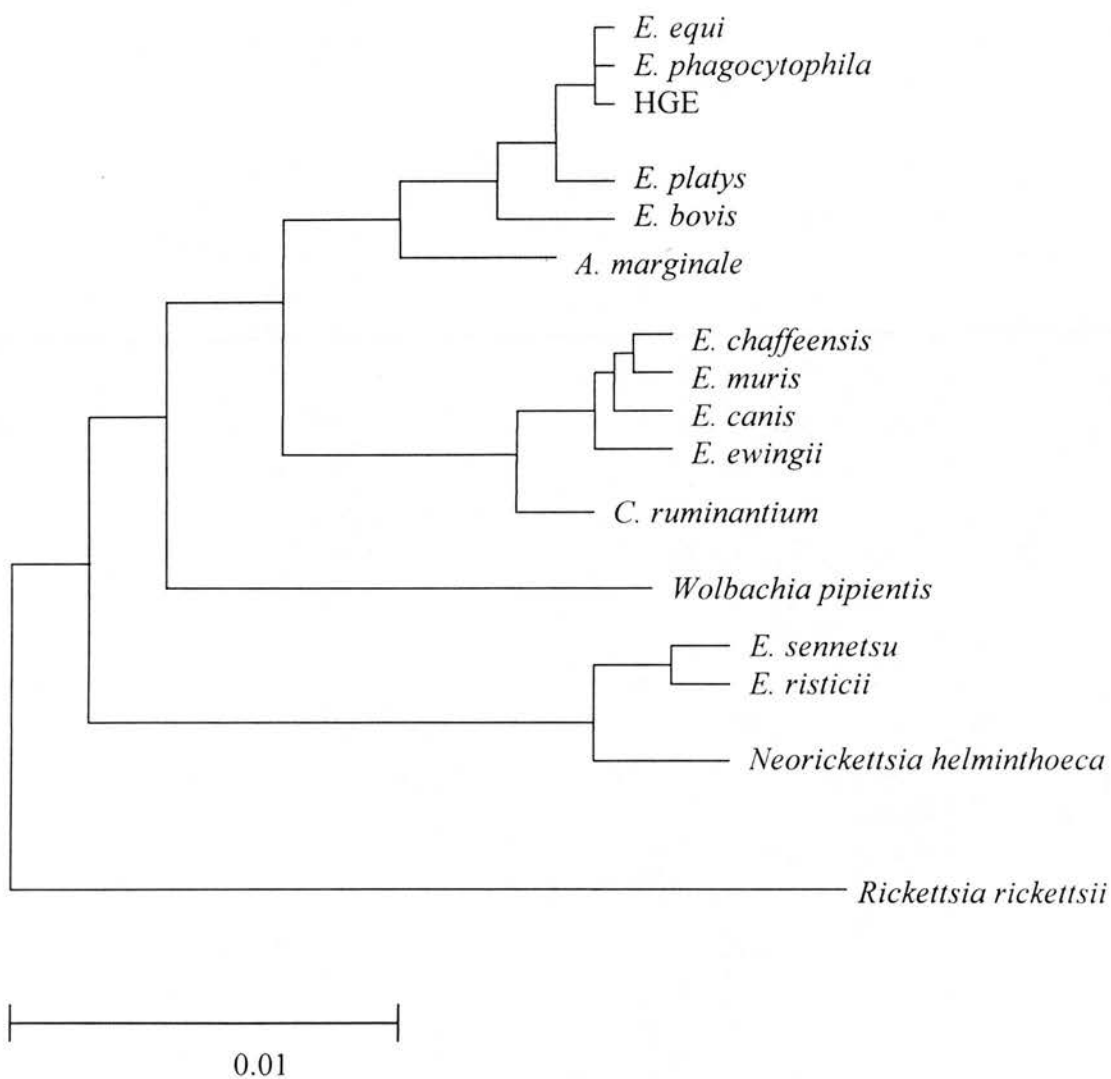 E. equi
E. phagocytophila
HGE
E. platys
E. bovis
A. marginale
E. chaffeensis
E. muris
E. canis
E. ewingii
C. ruminantium
Wolbachia pipientis
E. sennetsu
E. risticii
Neorickettsia helminthoeca
Rickettsia rickettsii
0.01